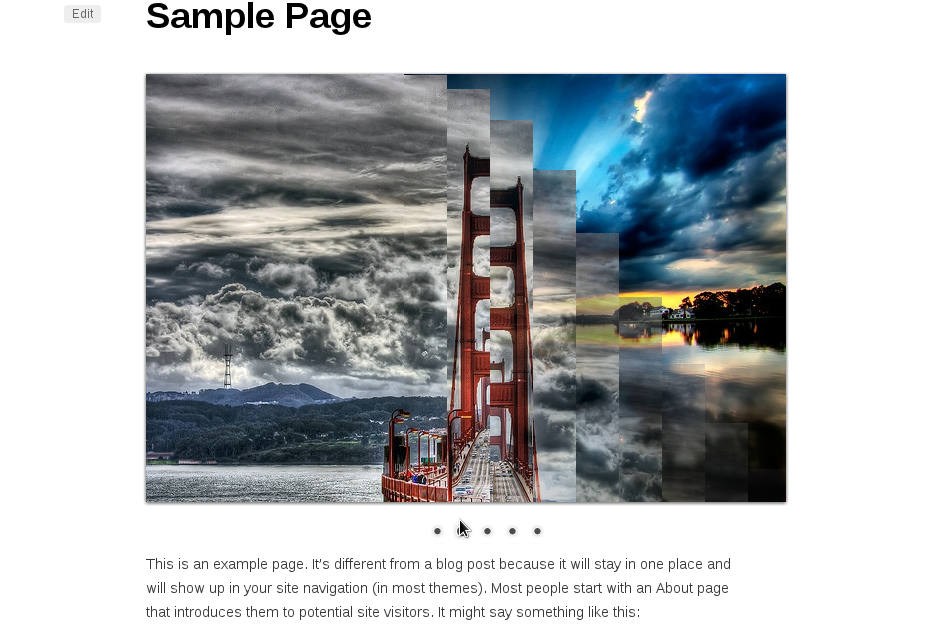 Edit
Sample Page
This is an example page. It's different from a blog post because it will stay in one place and
will show up in your site navigation (in most themes). Most people start with an About page
that introduces them to potential site visitors. It might say something like this: